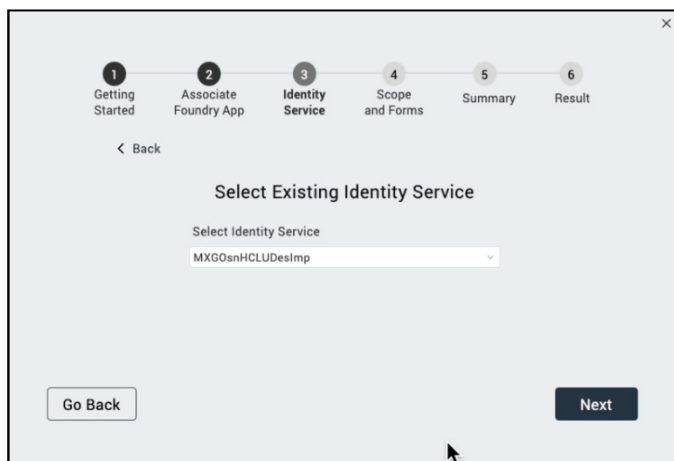 1 2 3 4 5 6
Getting Started
Associate Foundry App
Identity Service
Scope and Forms
Summary
Result
Back
Select Existing Identity Service
Select Identity Service
MXGOsnHCLUDesImp
Go Back
Next